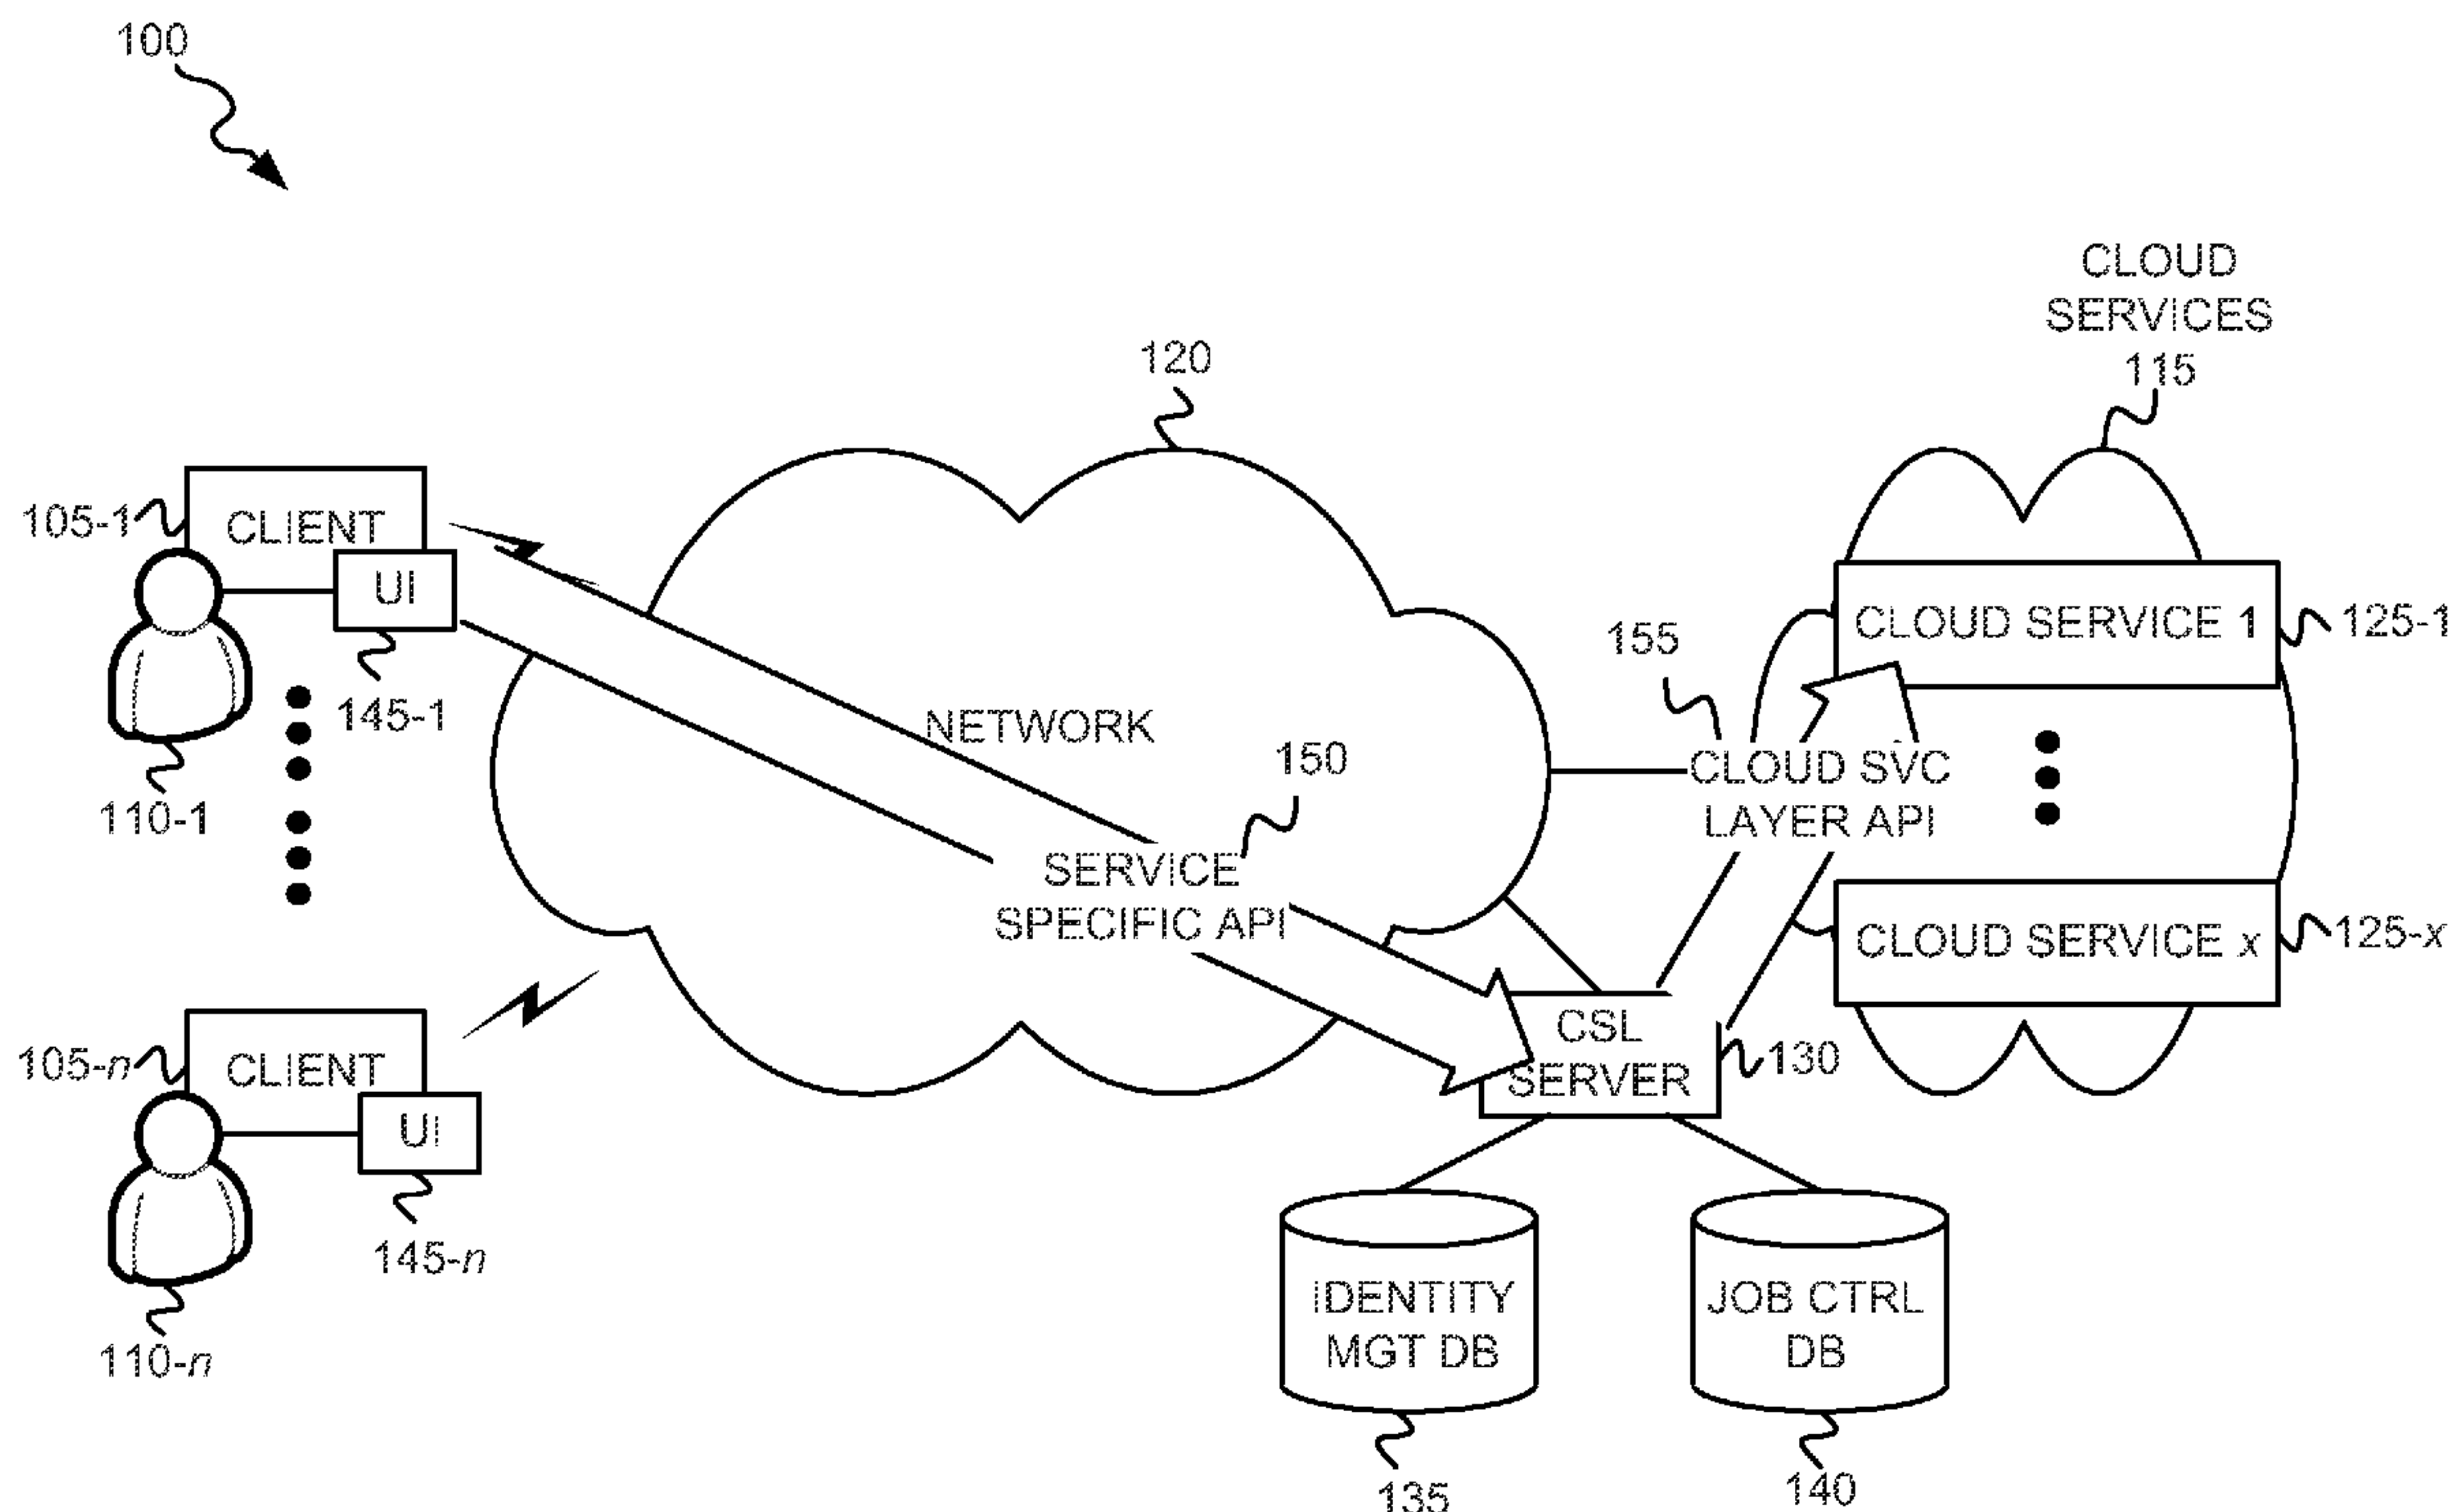 100
CLOUD
SERVICES
115
120
105-1
CLIENT
UI
145-1
110-1
NETWORK
150
SERVICE
SPECIFIC API
155
CLOUD SVC
LAYER API
CLOUD SERVICE 1
125-1
CLOUD SERVICE x
125-x
105-n
CLIENT
UI
145-n
110-n
CSL
SERVER
130
IDENTITY
MGT DB
135
JOB CTRL
DB
140